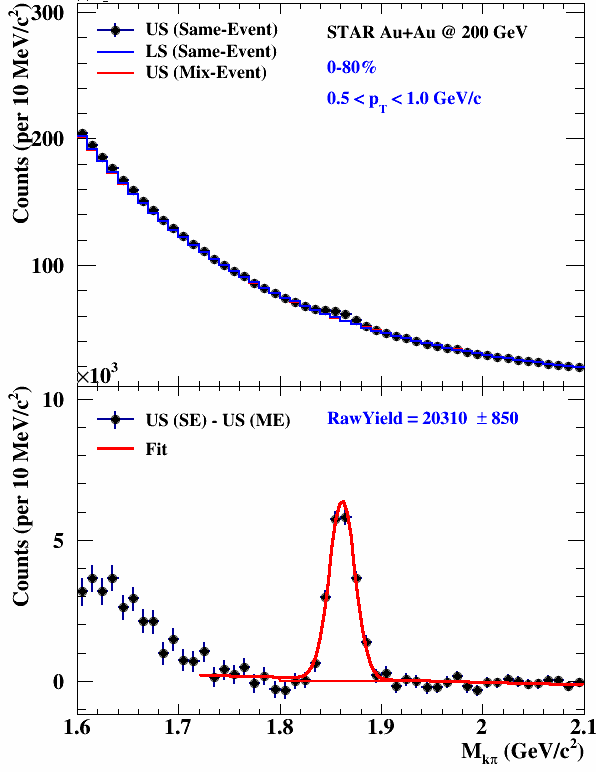 300
200
100
Counts (per 10 MeV/c²)
US (Same-Event)
LS (Same-Event)
US (Mix-Event)
STAR Au+Au @ 200 GeV
0-80%
0.5 < p_T < 1.0 GeV/c
×10³
10
5
0
Counts (per 10 MeV/c²)
US (SE) - US (ME)
Fit
RawYield = 20310 ± 850
1.6 1.7 1.8 1.9 2 2.1
M_kπ (GeV/c²)